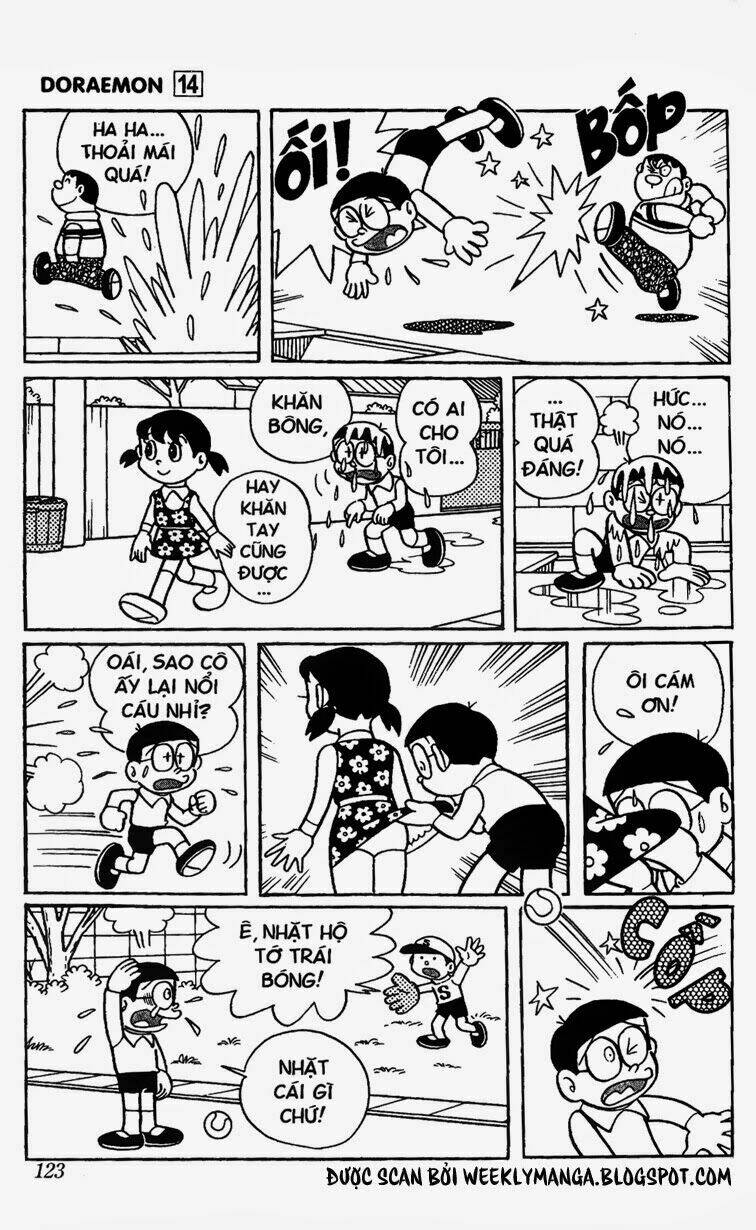 DORAEMON 14
HA HA...
THOẢI MÁI
QUÁ!
ỐI!
BỐP
KHĂN
BÔNG,
CÓ AI
CHO
TÔI...
HAY
KHĂN
TAY
CŨNG
ĐƯỢC
...
HỨC...
NÓ...
NÓ...
...
THẬT
QUÁ
ĐÁNG!
OÁI, SAO CÔ
ẤY LẠI NỔI
CÁU NHỈ?
ÔI CÁM
ƠN!
Ê, NHẶT HỘ
TỚ TRÁI
BÓNG!
S
S
NHẶT
CÁI GÌ
CHỨ!
CỐP
123
ĐƯỢC SCAN BỞI WEEKLYMANGA.BLOGSPOT.COM